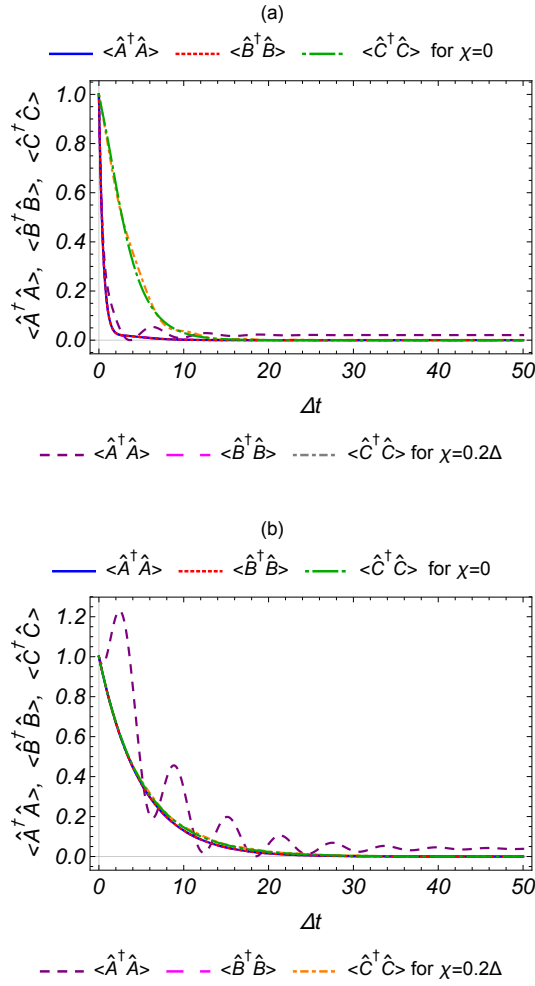 (a)
<Â†Â> <B̂†B̂> <Ĉ†Ĉ> for χ=0
<Â†Â>, <B̂†B̂>, <Ĉ†Ĉ>
1.0
0.8
0.6
0.4
0.2
0.0
0 10 20 30 40 50
Δt
<Â†Â> <B̂†B̂> <Ĉ†Ĉ> for χ=0.2Δ
(b)
<Â†Â> <B̂†B̂> <Ĉ†Ĉ> for χ=0
<Â†Â>, <B̂†B̂>, <Ĉ†Ĉ>
1.2
1.0
0.8
0.6
0.4
0.2
0.0
0 10 20 30 40 50
Δt
<Â†Â> <B̂†B̂> <Ĉ†Ĉ> for χ=0.2Δ